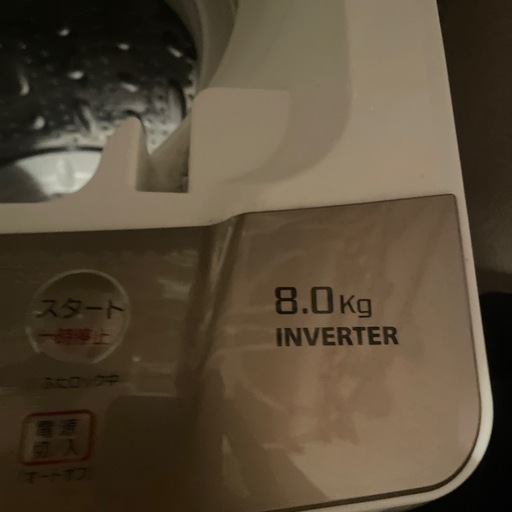 スタート
一時停止
8.0Kg
INVERTER
ふたロック中
電源
切 入
(オートオフ)